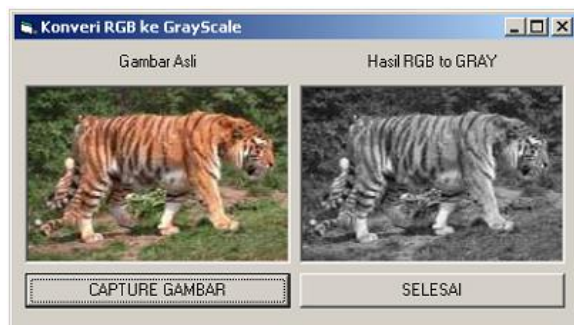 Konveri RGB ke GrayScale
Gambar Asli
Hasil RGB to GRAY
CAPTURE GAMBAR
SELESAI